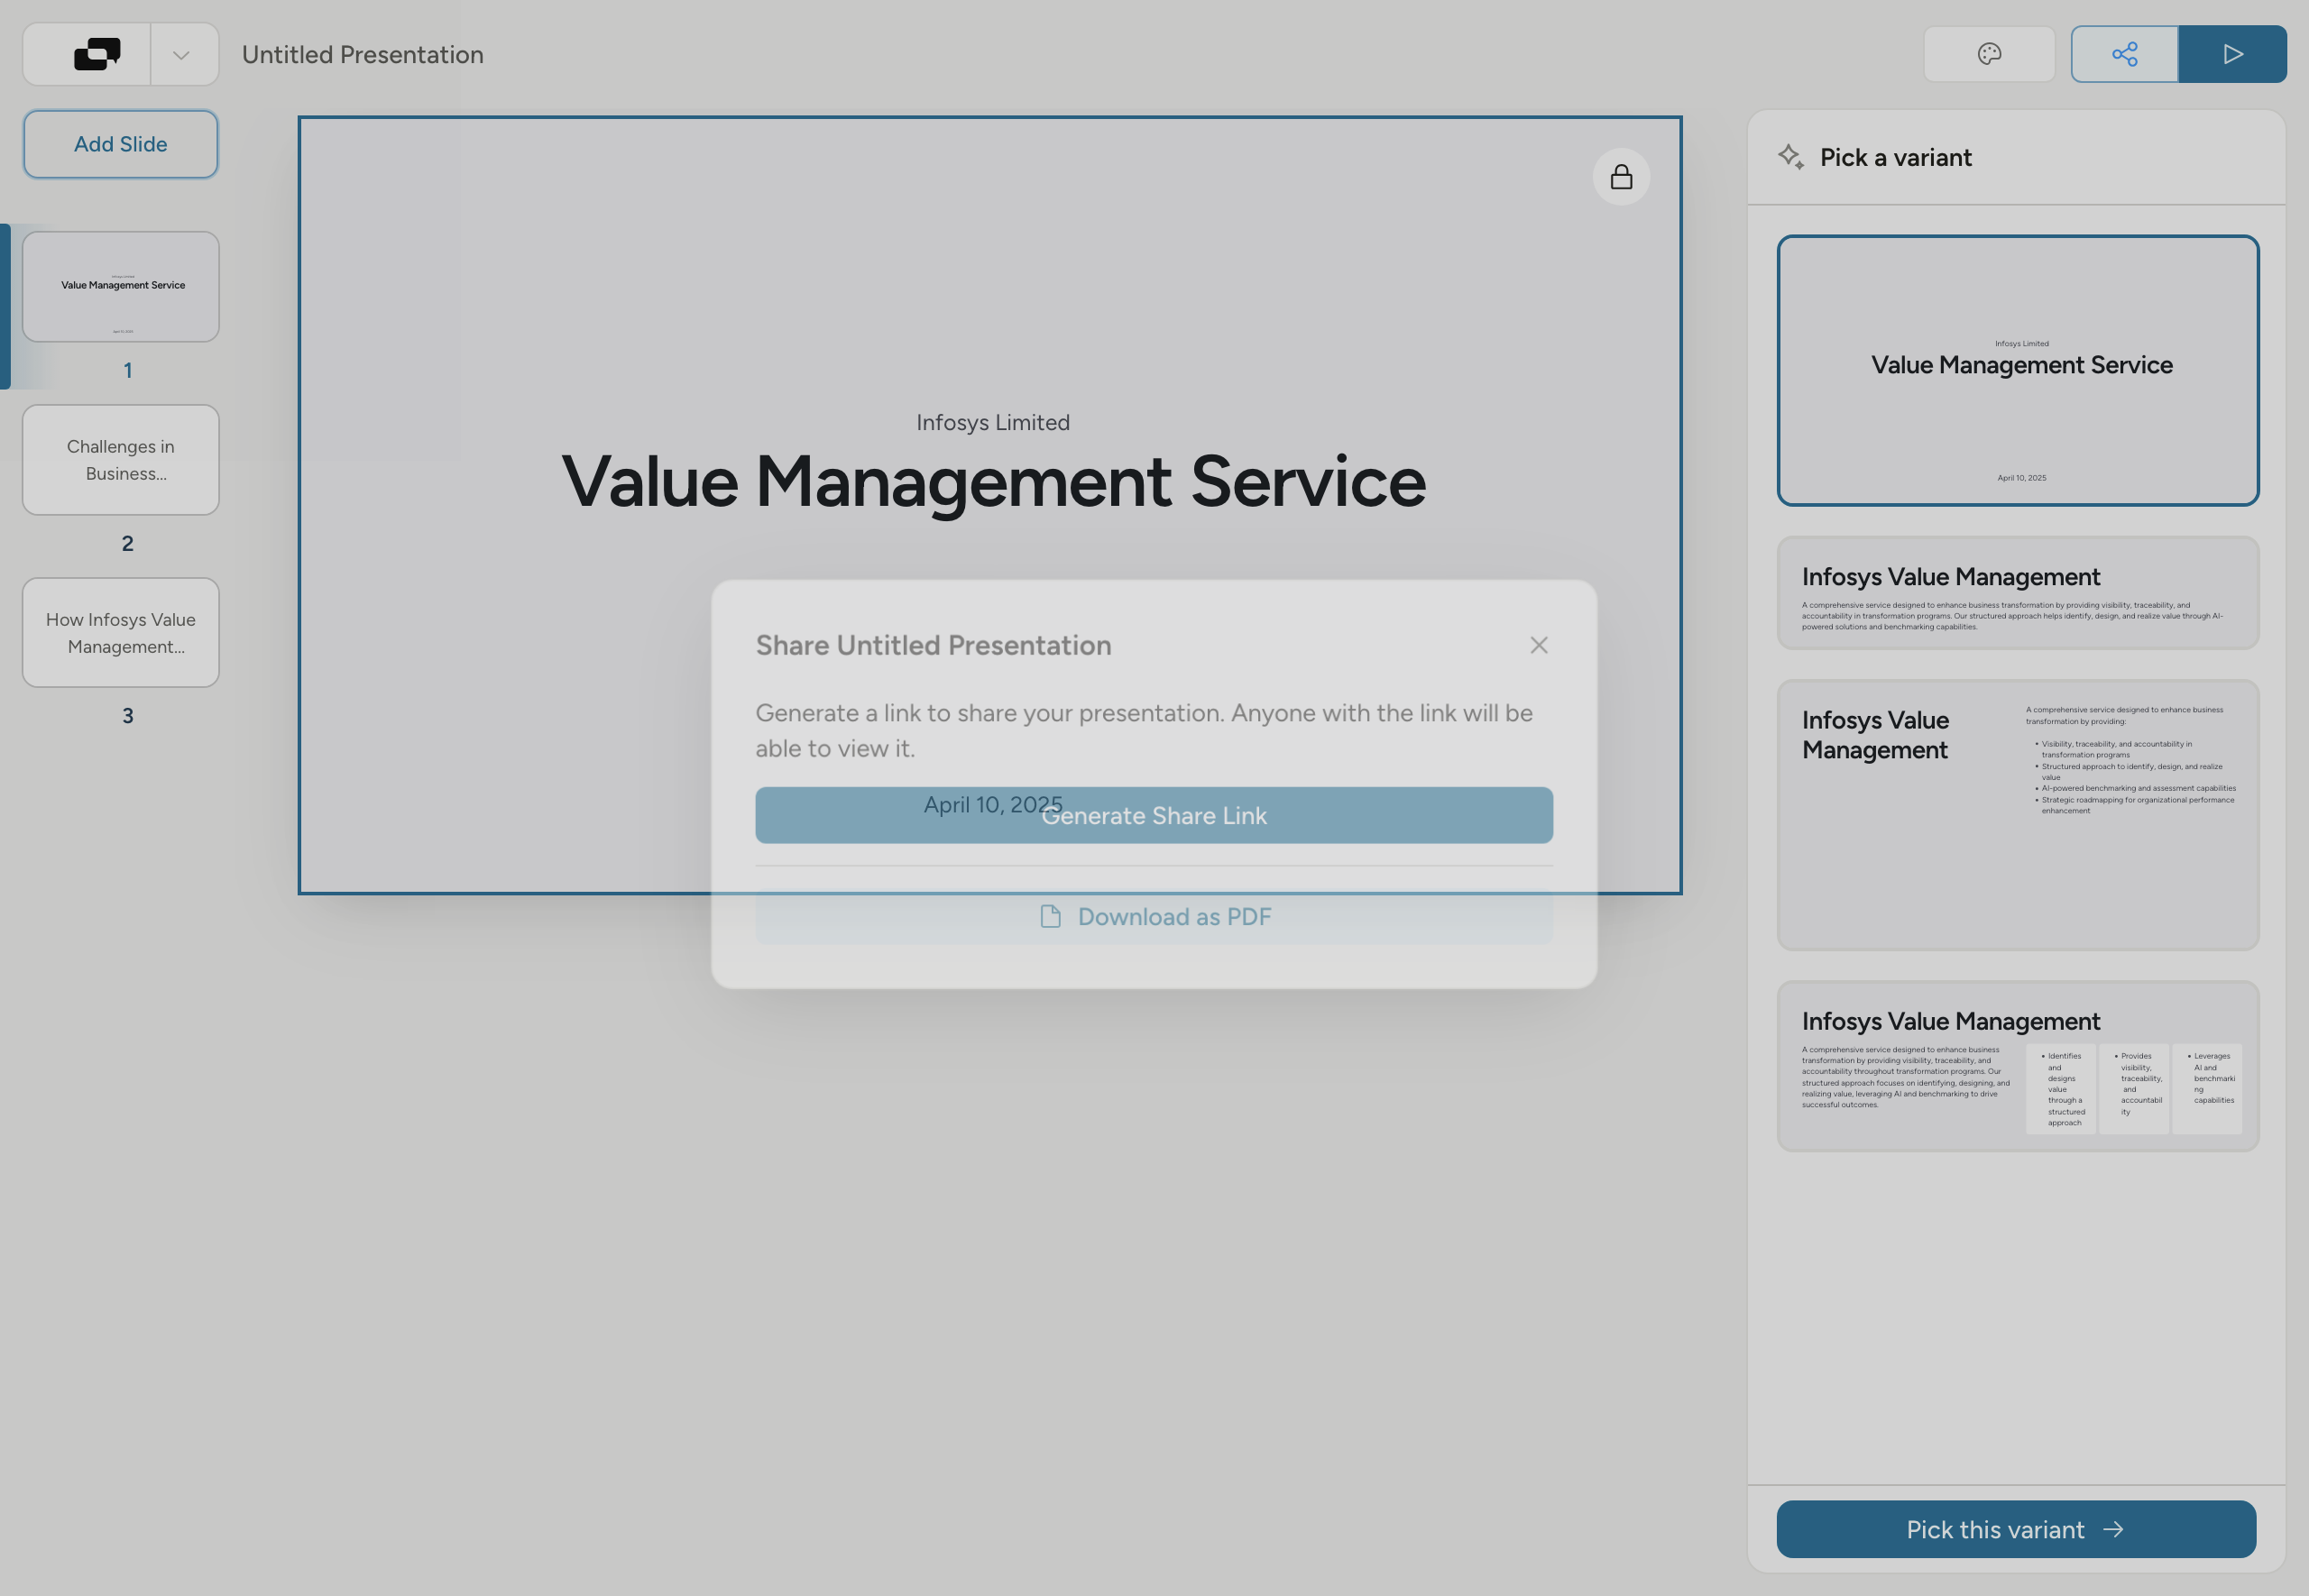 Untitled Presentation
Add Slide
Infosys Limited
Value Management Service
April 10, 2025
1
Challenges in
Business...
2
How Infosys Value
Management...
3
Infosys Limited
Value Management Service
April 10, 2025
Share Untitled Presentation
Generate a link to share your presentation. Anyone with the link will be
able to view it.
Generate Share Link
Download as PDF
Pick a variant
Infosys Limited
Value Management Service
April 10, 2025
Infosys Value Management
A comprehensive service designed to enhance business transformation by providing visibility, traceability, and
accountability in transformation programs. Our structured approach helps identify, design, and realize value through AI-
powered solutions and benchmarking capabilities.
Infosys Value
Management
A comprehensive service designed to enhance business
transformation by providing:
• Visibility, traceability, and accountability in
transformation programs
• Structured approach to identify, design, and realize
value
• AI-powered benchmarking and assessment capabilities
• Strategic roadmapping for organizational performance
enhancement
Infosys Value Management
A comprehensive service designed to enhance business
transformation by providing visibility, traceability, and
accountability throughout transformation programs. Our
structured approach focuses on identifying, designing, and
realizing value, leveraging AI and benchmarking to drive
successful outcomes.
• Identifies
and
designs
value
through a
structured
approach
• Provides
visibility,
traceability,
and
accountabil
ity
• Leverages
AI and
benchmarki
ng
capabilities
Pick this variant